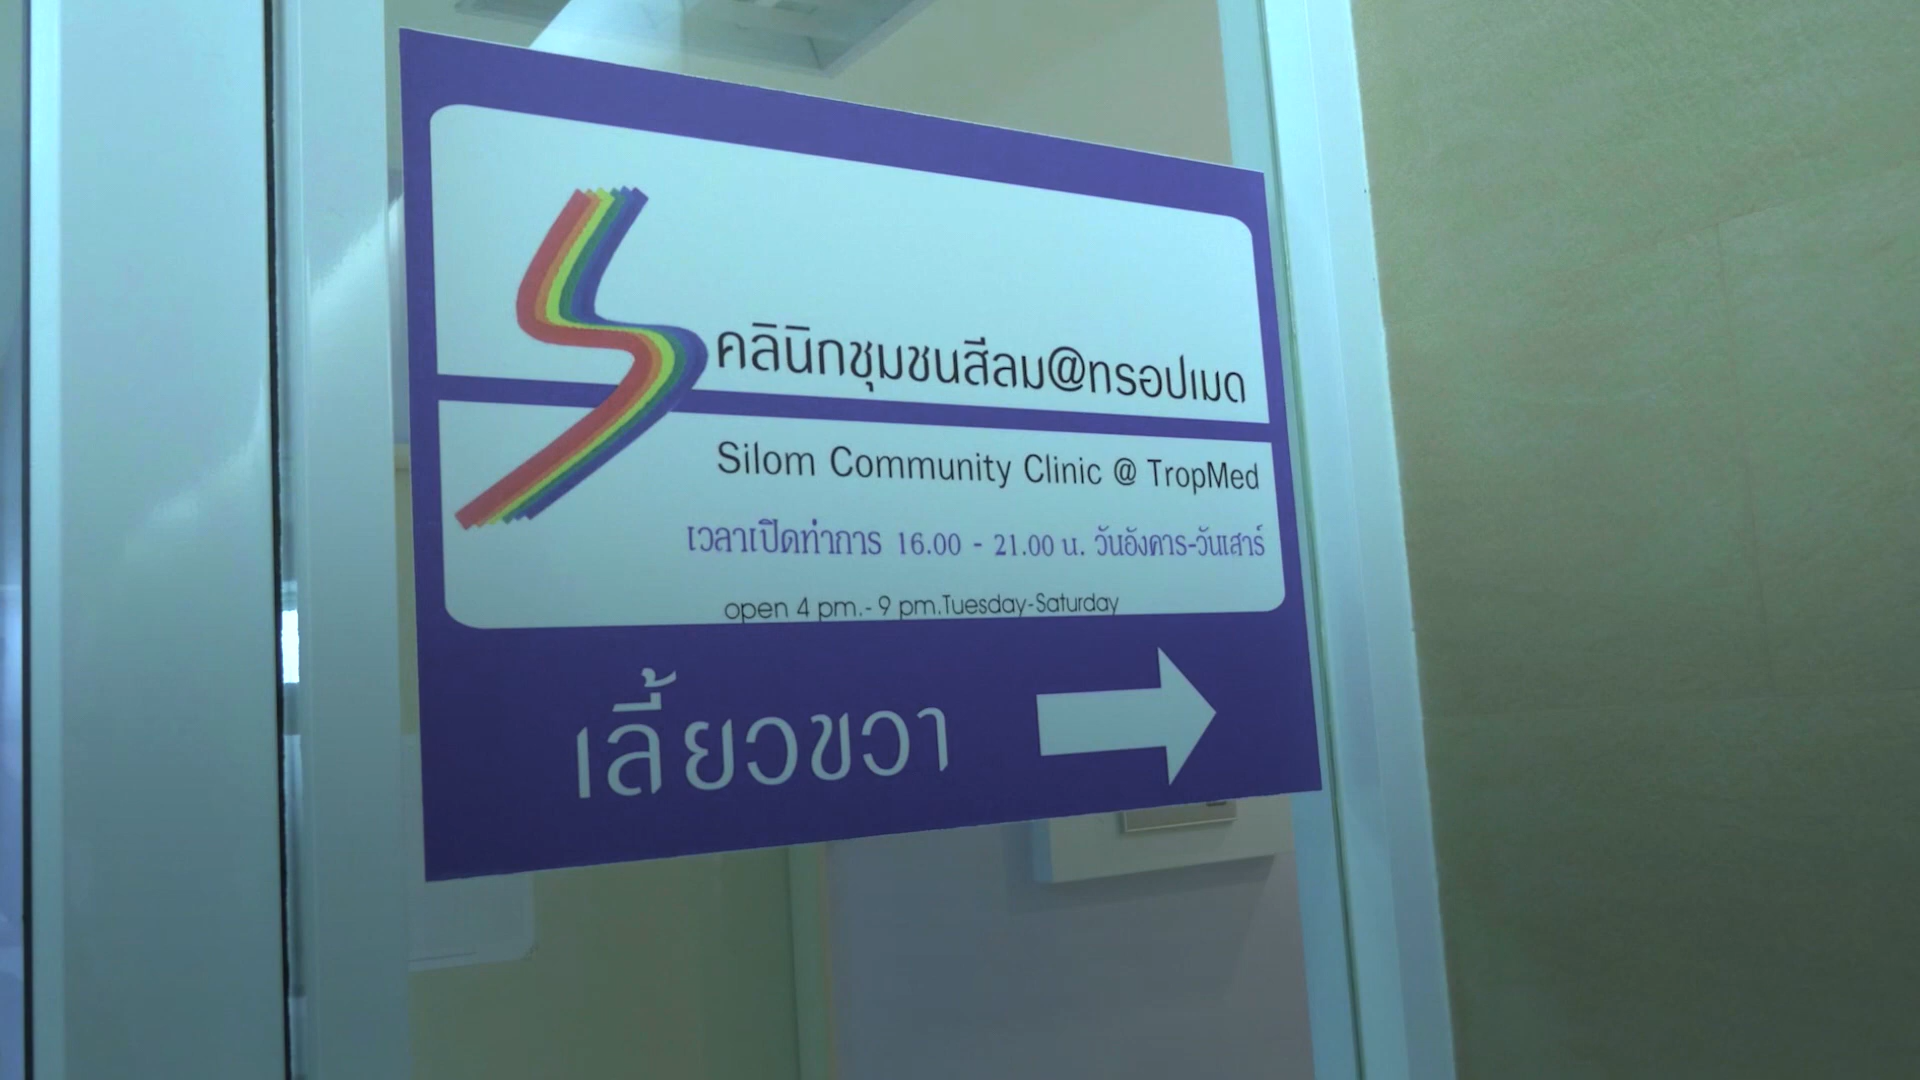 คลินิกชุมชนสีลม@ทรอปเมด
Silom Community Clinic @ TropMed
เวลาเปิดทำการ 16.00 - 21.00 น. วันอังคาร-วันเสาร์
open 4 pm.- 9 pm.Tuesday-Saturday
เลี้ยวขวา